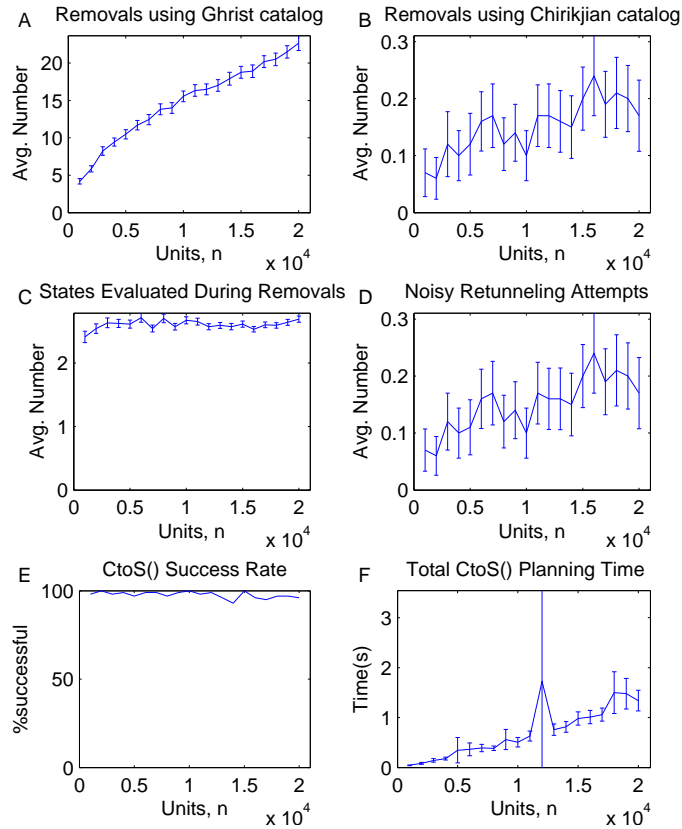 A Removals using Ghrist catalog
B Removals using Chirikjian catalog
20
15
10
5
0
Avg. Number
0 0.5 1 1.5 2
Units, n
x 10^4
0.3
0.2
0.1
0
Avg. Number
0 0.5 1 1.5 2
Units, n
x 10^4
C States Evaluated During Removals
D Noisy Retunneling Attempts
2
1
0
Avg. Number
0 0.5 1 1.5 2
Units, n
x 10^4
0.3
0.2
0.1
0
Avg. Number
0 0.5 1 1.5 2
Units, n
x 10^4
E CtoS() Success Rate
F Total CtoS() Planning Time
100
50
0
%successful
0 0.5 1 1.5 2
Units, n
x 10^4
3
2
1
0
Time(s)
0 0.5 1 1.5 2
Units, n
x 10^4